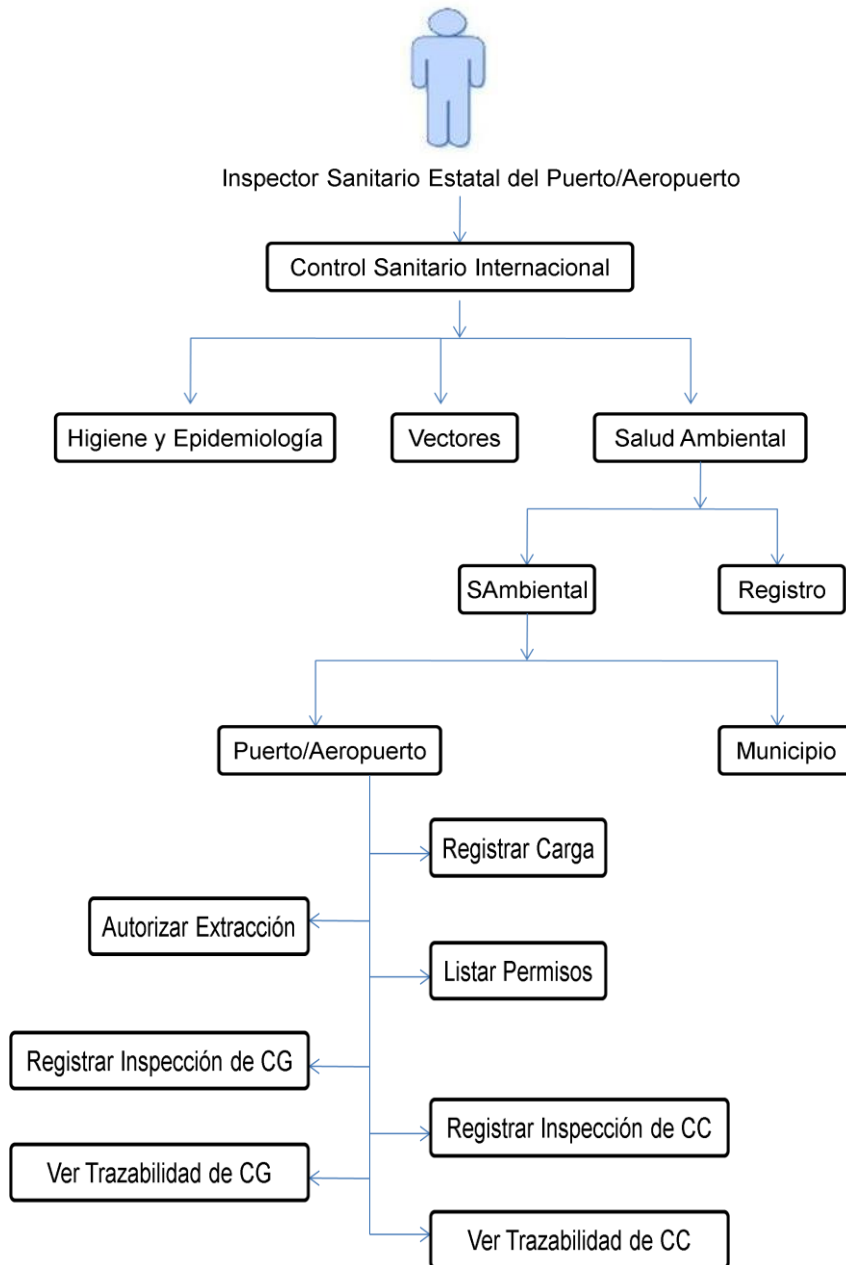 Inspector Sanitario Estatal del Puerto/Aeropuerto
Control Sanitario Internacional
Higiene y Epidemiología
Vectores
Salud Ambiental
SAmbiental
Registro
Puerto/Aeropuerto
Municipio
Registrar Carga
Autorizar Extracción
Listar Permisos
Registrar Inspección de CG
Registrar Inspección de CC
Ver Trazabilidad de CG
Ver Trazabilidad de CC